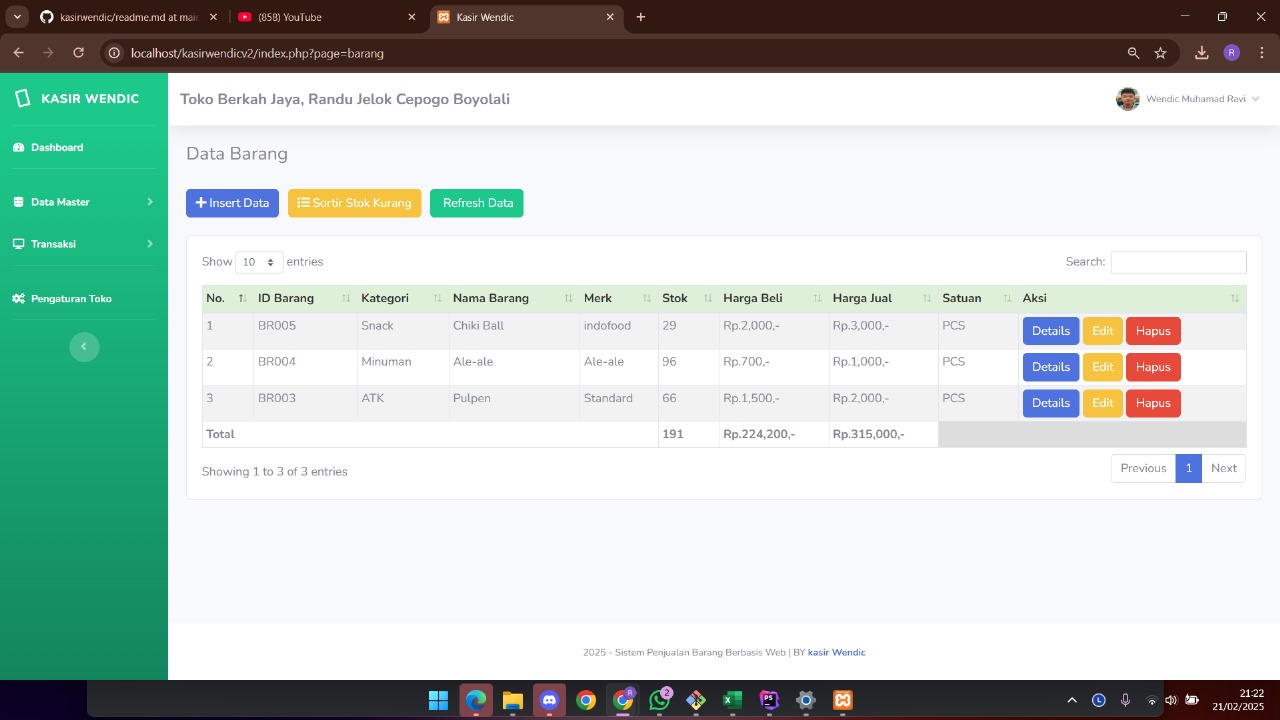 kasirwendic/readme.md at mai
(858) YouTube
Kasir Wendic
localhost/kasirwendicv2/index.php?page=barang
R
KASIR WENDIC
Toko Berkah Jaya, Randu Jelok Cepogo Boyolali
Wendic Muhamad Ravi
Dashboard
Data Master
Transaksi
Pengaturan Toko
Data Barang
Insert Data
Sortir Stok Kurang
Refresh Data
Show 10 entries
Search:
No. ID Barang Kategori Nama Barang Merk Stok Harga Beli Harga Jual Satuan Aksi
1 BR005 Snack Chiki Ball indofood 29 Rp.2,000,- Rp.3,000,- PCS Details Edit Hapus
2 BR004 Minuman Ale-ale Ale-ale 96 Rp.700,- Rp.1,000,- PCS Details Edit Hapus
3 BR003 ATK Pulpen Standard 66 Rp.1,500,- Rp.2,000,- PCS Details Edit Hapus
Total 191 Rp.224,200,- Rp.315,000,-
Showing 1 to 3 of 3 entries
Previous 1 Next
2025 - Sistem Penjualan Barang Berbasis Web | BY kasir Wendic
R
2
PS
21:22
21/02/2025